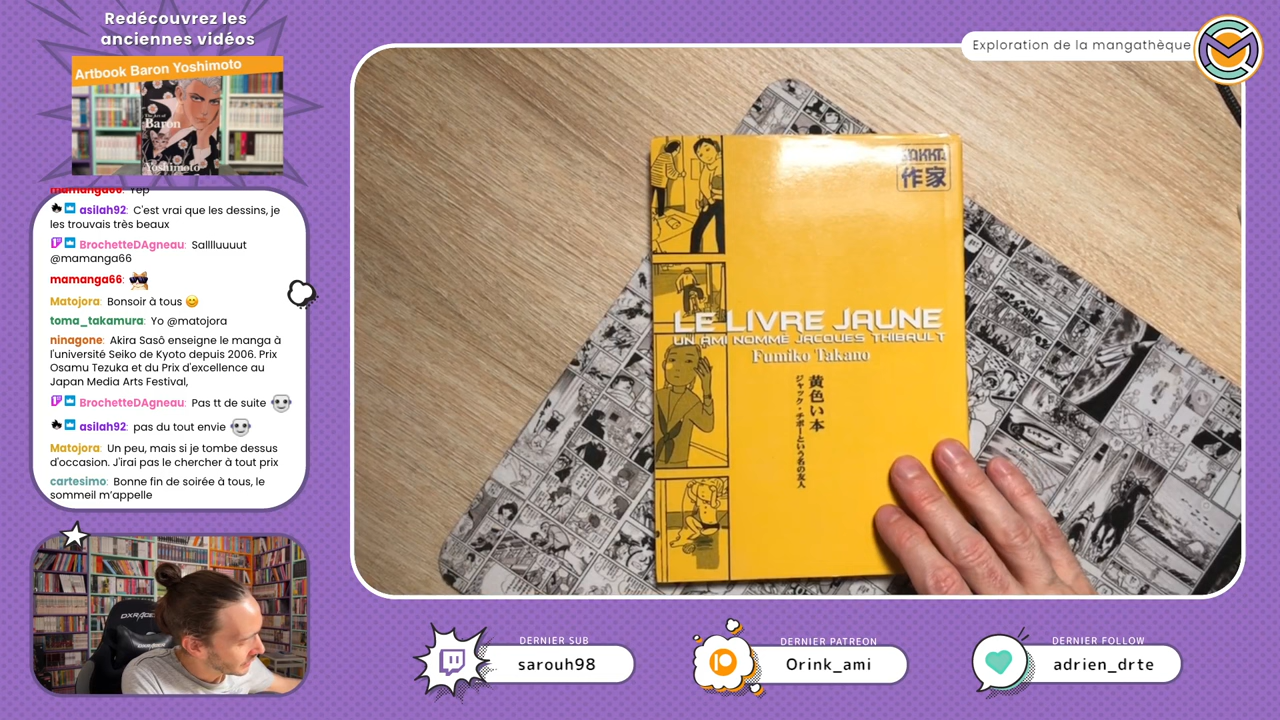 Redécouvrez les
anciennes vidéos
Artbook Baron Yoshimoto
The Art of
Baron
Yoshimoto
mamanga66: Yep
asilah92: C'est vrai que les dessins, je
les trouvais très beaux
BrochetteDAgneau: Sallluuuut
@mamanga66
mamanga66:
Matojora: Bonsoir à tous 😊
toma_takamura: Yo @matojora
ninagone: Akira Sasō enseigne le manga à
l'université Seiko de Kyoto depuis 2006. Prix
Osamu Tezuka et du Prix d'excellence au
Japan Media Arts Festival,
BrochetteDAgneau: Pas tt de suite
asilah92: pas du tout envie
Matojora: Un peu, mais si je tombe dessus
d'occasion. J'irai pas le chercher à tout prix
cartesimo: Bonne fin de soirée à tous, le
sommeil m'appelle
DXRACER
Exploration de la mangathèque
SAKKA
作家
LE LIVRE JAUNE
UN AMI NOMMÉ JACQUES THIBAULT
Fumiko Takano
黄色い本
ジャック・チボーという名の友人
DERNIER SUB
sarouh98
DERNIER PATREON
Orink_ami
DERNIER FOLLOW
adrien_drte